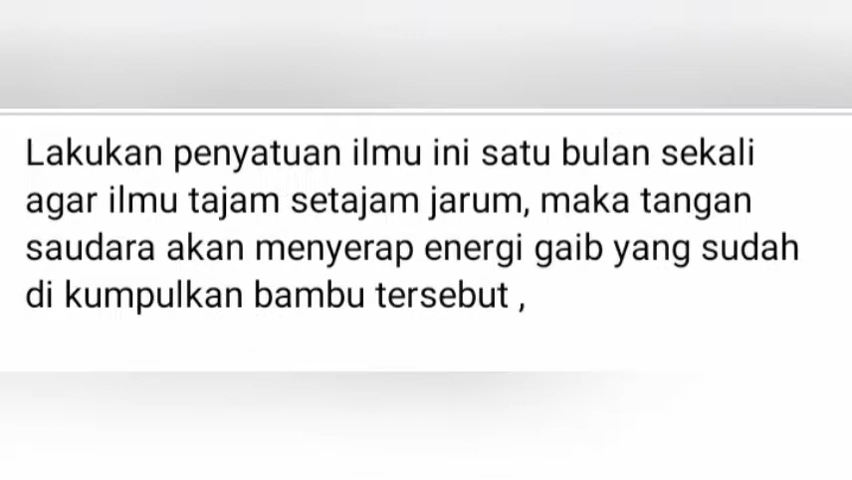 Lakukan penyatuan ilmu ini satu bulan sekali
agar ilmu tajam setajam jarum, maka tangan
saudara akan menyerap energi gaib yang sudah
di kumpulkan bambu tersebut ,